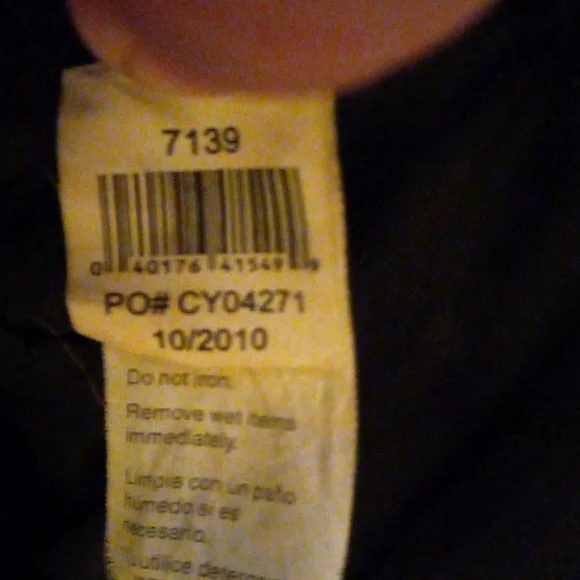 7139
0 40176 41549 9
PO# CY04271
10/2010
Do not iron.
Remove wet items
immediately.
Limpie con un paño
húmedo si es
necesario.
utilice